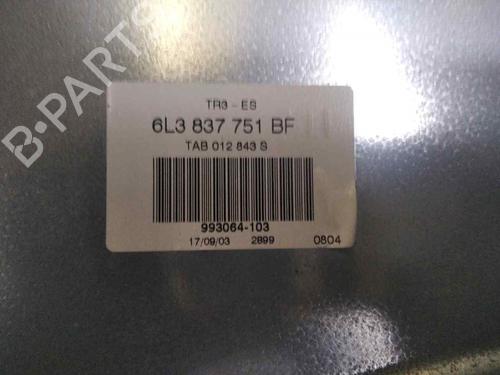 TR3 - ES
6L3 837 751 BF
TAB 012 843 S
993064-103
17/09/03 2899 0804
B-Parts